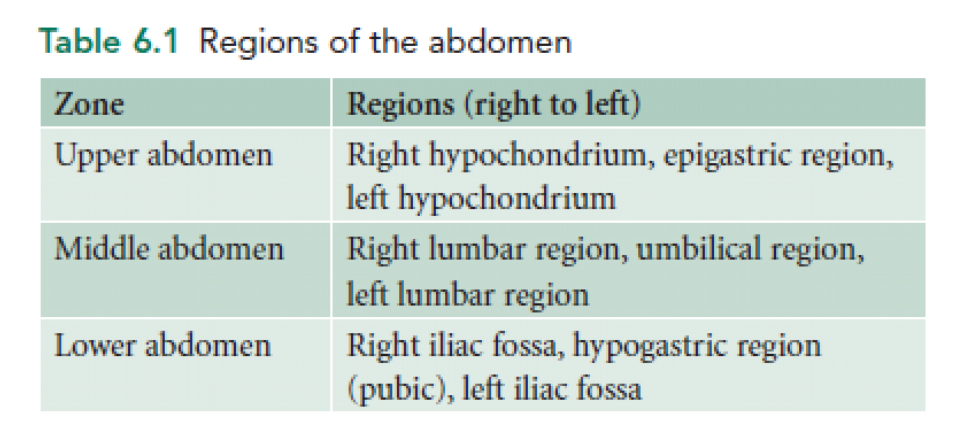 Table 6.1 Regions of the abdomen
Zone Regions (right to left)
Upper abdomen Right hypochondrium, epigastric region,
left hypochondrium
Middle abdomen Right lumbar region, umbilical region,
left lumbar region
Lower abdomen Right iliac fossa, hypogastric region
(pubic), left iliac fossa